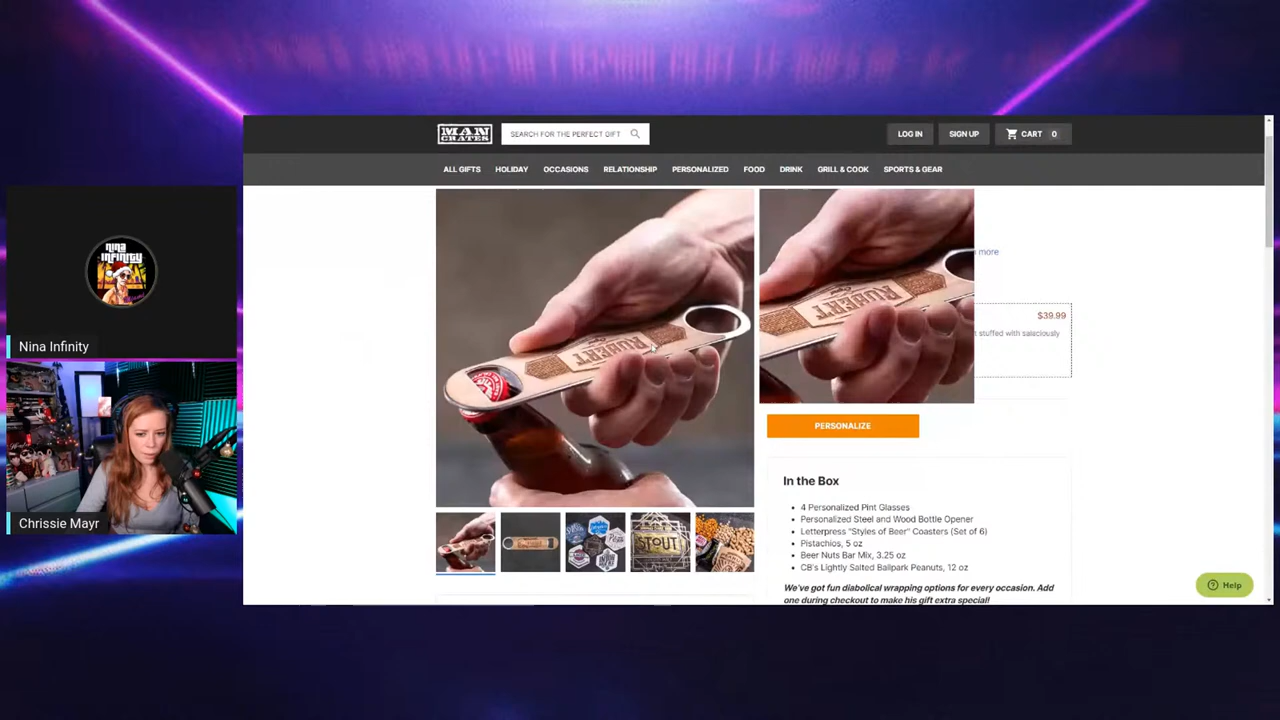 MAN
CRATES
SEARCH FOR THE PERFECT GIFT
LOG IN
SIGN UP
CART 0
ALL GIFTS
HOLIDAY
OCCASIONS
RELATIONSHIP
PERSONALIZED
FOOD
DRINK
GRILL & COOK
SPORTS & GEAR
NINA
INFINITY
Nina Infinity
Chrissie Mayr
RUBERT
RUBERT
more
$39.99
stuffed with salaciously
PERSONALIZE
In the Box
4 Personalized Pint Glasses
Personalized Steel and Wood Bottle Opener
Letterpress "Styles of Beer" Coasters (Set of 6)
Pistachios, 5 oz
Beer Nuts Bar Mix, 3.25 oz
CB's Lightly Salted Ballpark Peanuts, 12 oz
We've got fun diabolical wrapping options for every occasion. Add
one during checkout to make his gift extra special!
STOUT
Help